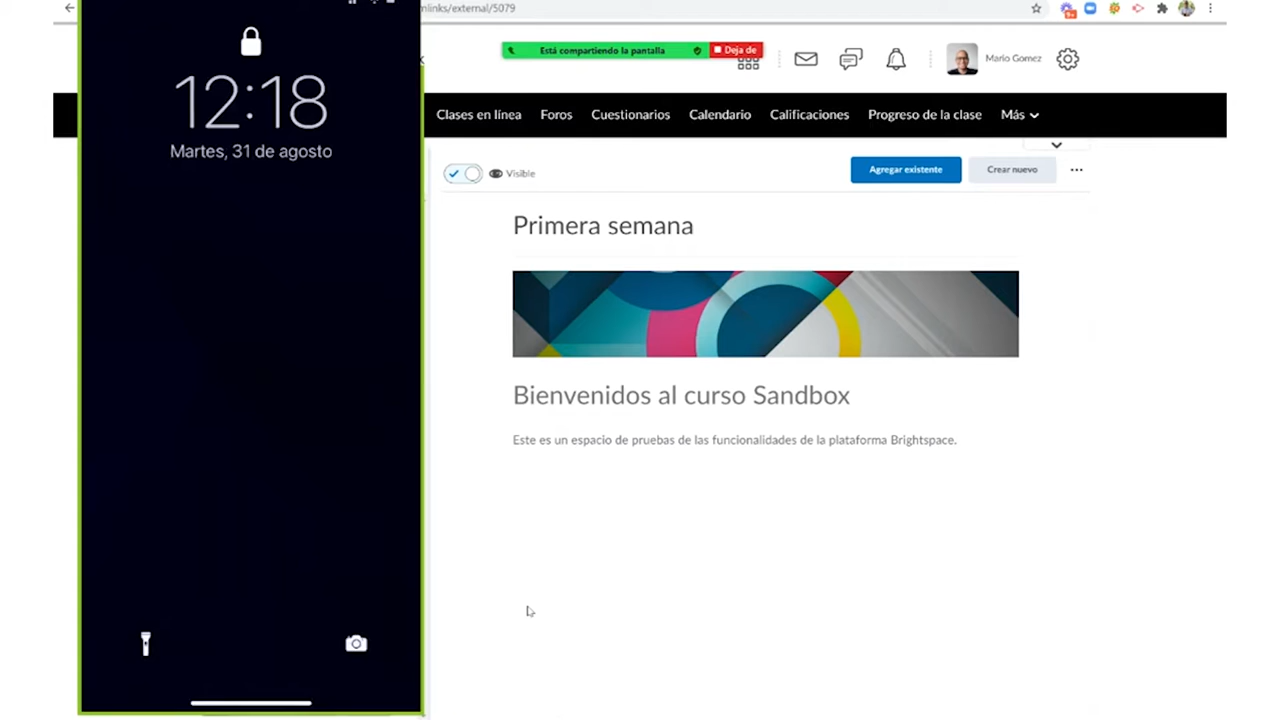 12:18
Martes, 31 de agosto
mlinks/external/5079
Está compartiendo la pantalla
Deja de
Mario Gomez
Clases en línea
Foros
Cuestionarios
Calendario
Calificaciones
Progreso de la clase
Más
Visible
Agregar existente
Crear nuevo
Primera semana
Bienvenidos al curso Sandbox
Este es un espacio de pruebas de las funcionalidades de la plataforma Brightspace.